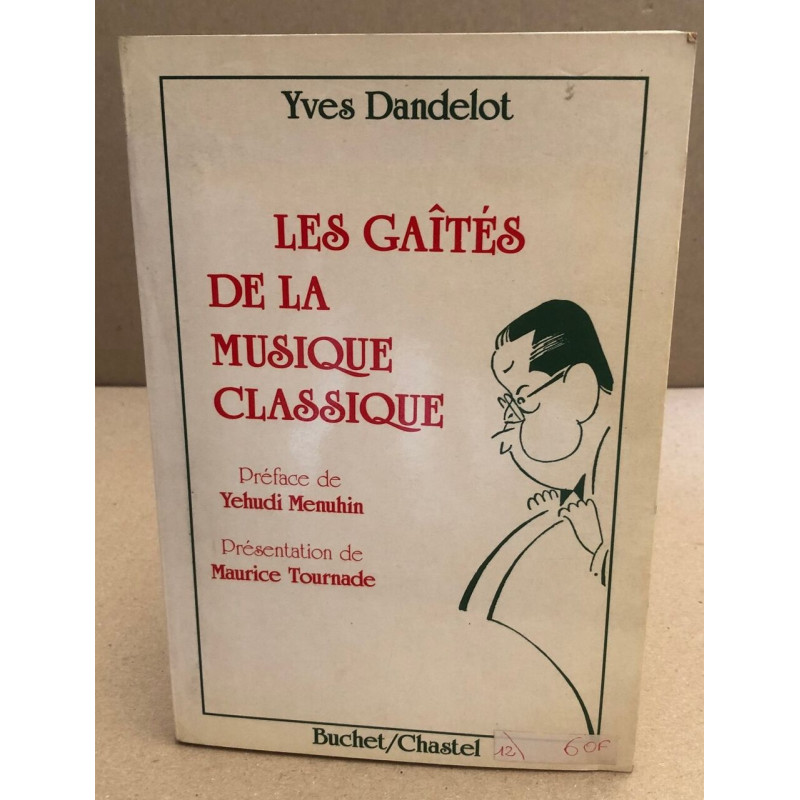 Yves Dandelot
LES GAÎTÉS
DE LA
MUSIQUE
CLASSIQUE
Préface de
Yehudi Menuhin
Présentation de
Maurice Tournade
Buchet/Chastel
12) 60F